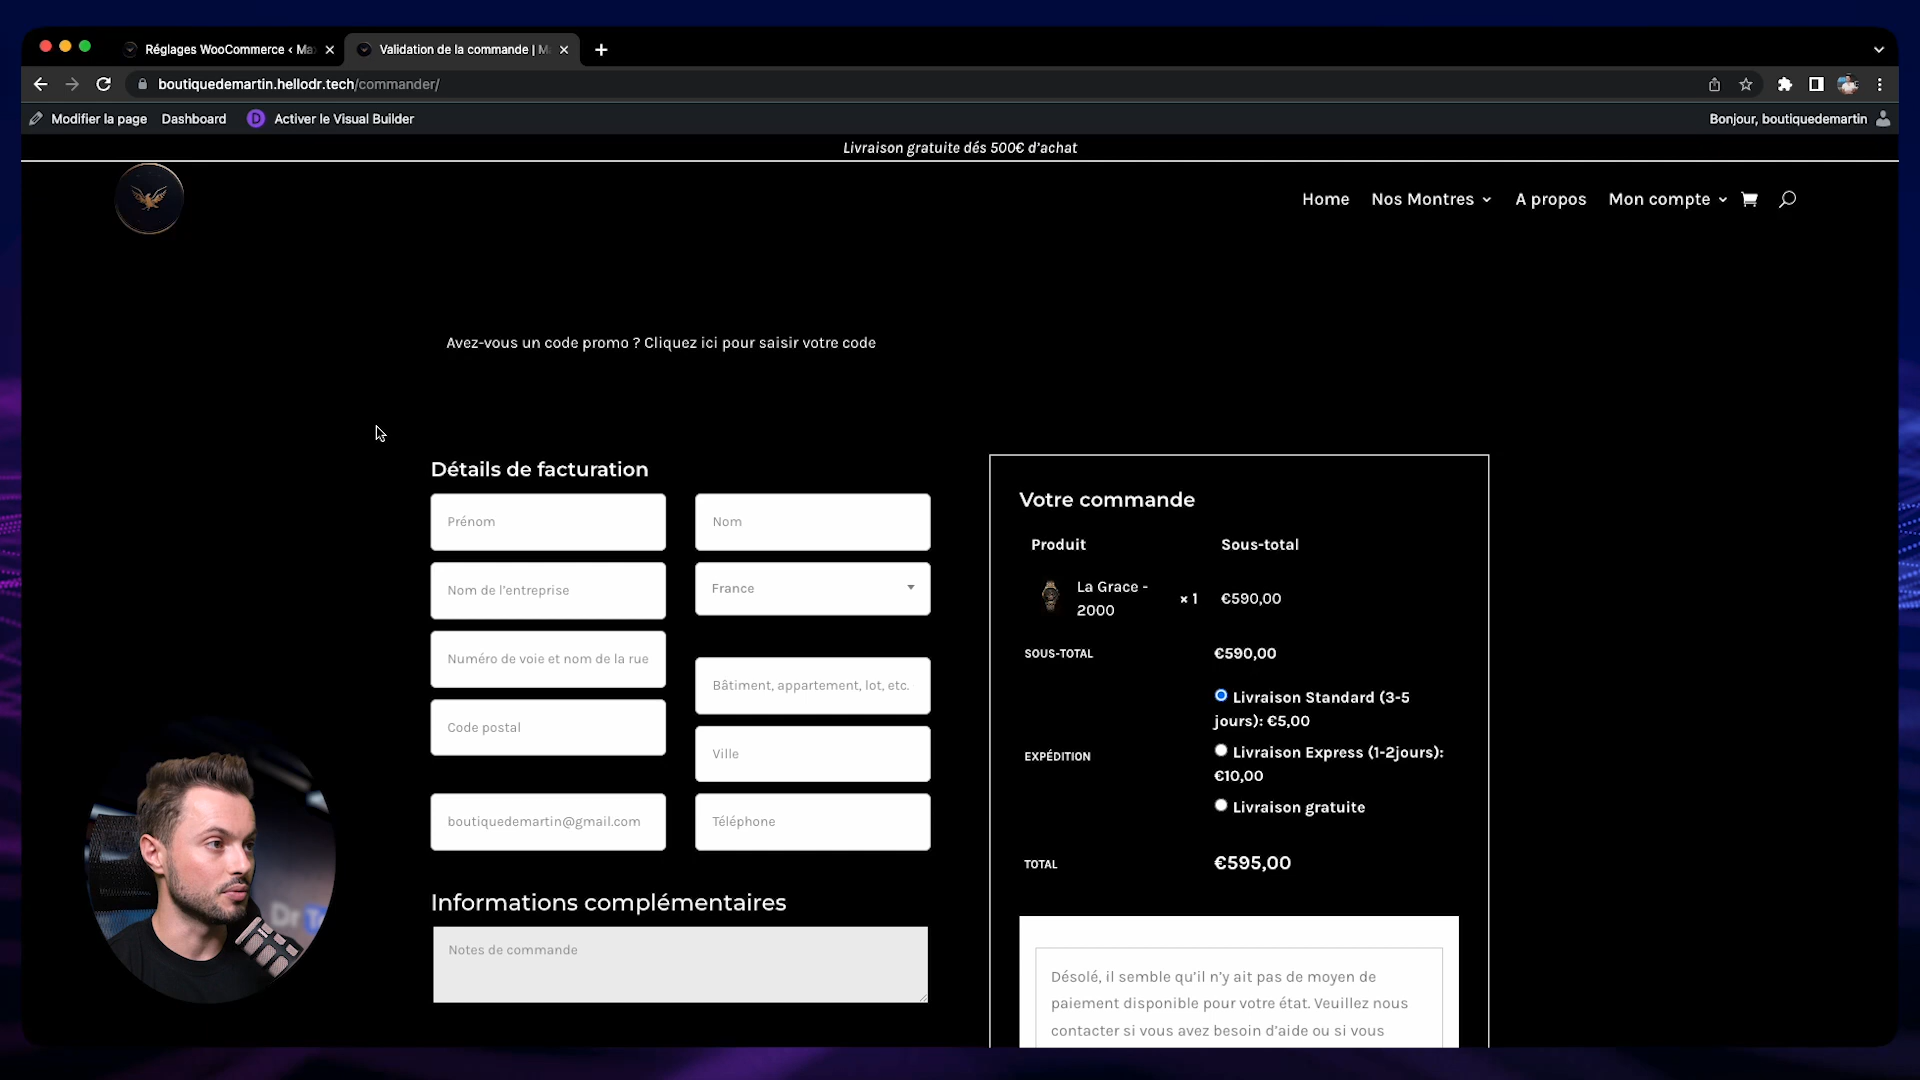 Réglages WooCommerce ‹ Ma
Validation de la commande | M
boutiquedemartin.hellodr.tech/commander/
Modifier la page
Dashboard
D
Activer le Visual Builder
Bonjour, boutiquedemartin
Livraison gratuite dés 500€ d'achat
Home
Nos Montres
A propos
Mon compte
Avez-vous un code promo ? Cliquez ici pour saisir votre code
Détails de facturation
Prénom
Nom
Nom de l'entreprise
France
Numéro de voie et nom de la rue
Bâtiment, appartement, lot, etc.
Code postal
Ville
boutiquedemartin@gmail.com
Téléphone
Informations complémentaires
Notes de commande
Votre commande
Produit
Sous-total
La Grace -
2000
× 1
€590,00
SOUS-TOTAL
€590,00
EXPÉDITION
Livraison Standard (3-5
jours): €5,00
Livraison Express (1-2jours):
€10,00
Livraison gratuite
TOTAL
€595,00
Désolé, il semble qu'il n'y ait pas de moyen de
paiement disponible pour votre état. Veuillez nous
contacter si vous avez besoin d'aide ou si vous
Dr